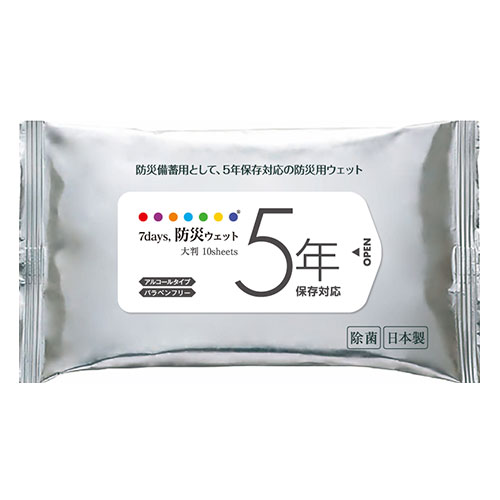 防災備蓄用として、5年保存対応の防災用ウェット
7days, 防災ウェット®
大判 10sheets
アルコールタイプ
パラベンフリー
5年
保存対応
OPEN
除菌 日本製